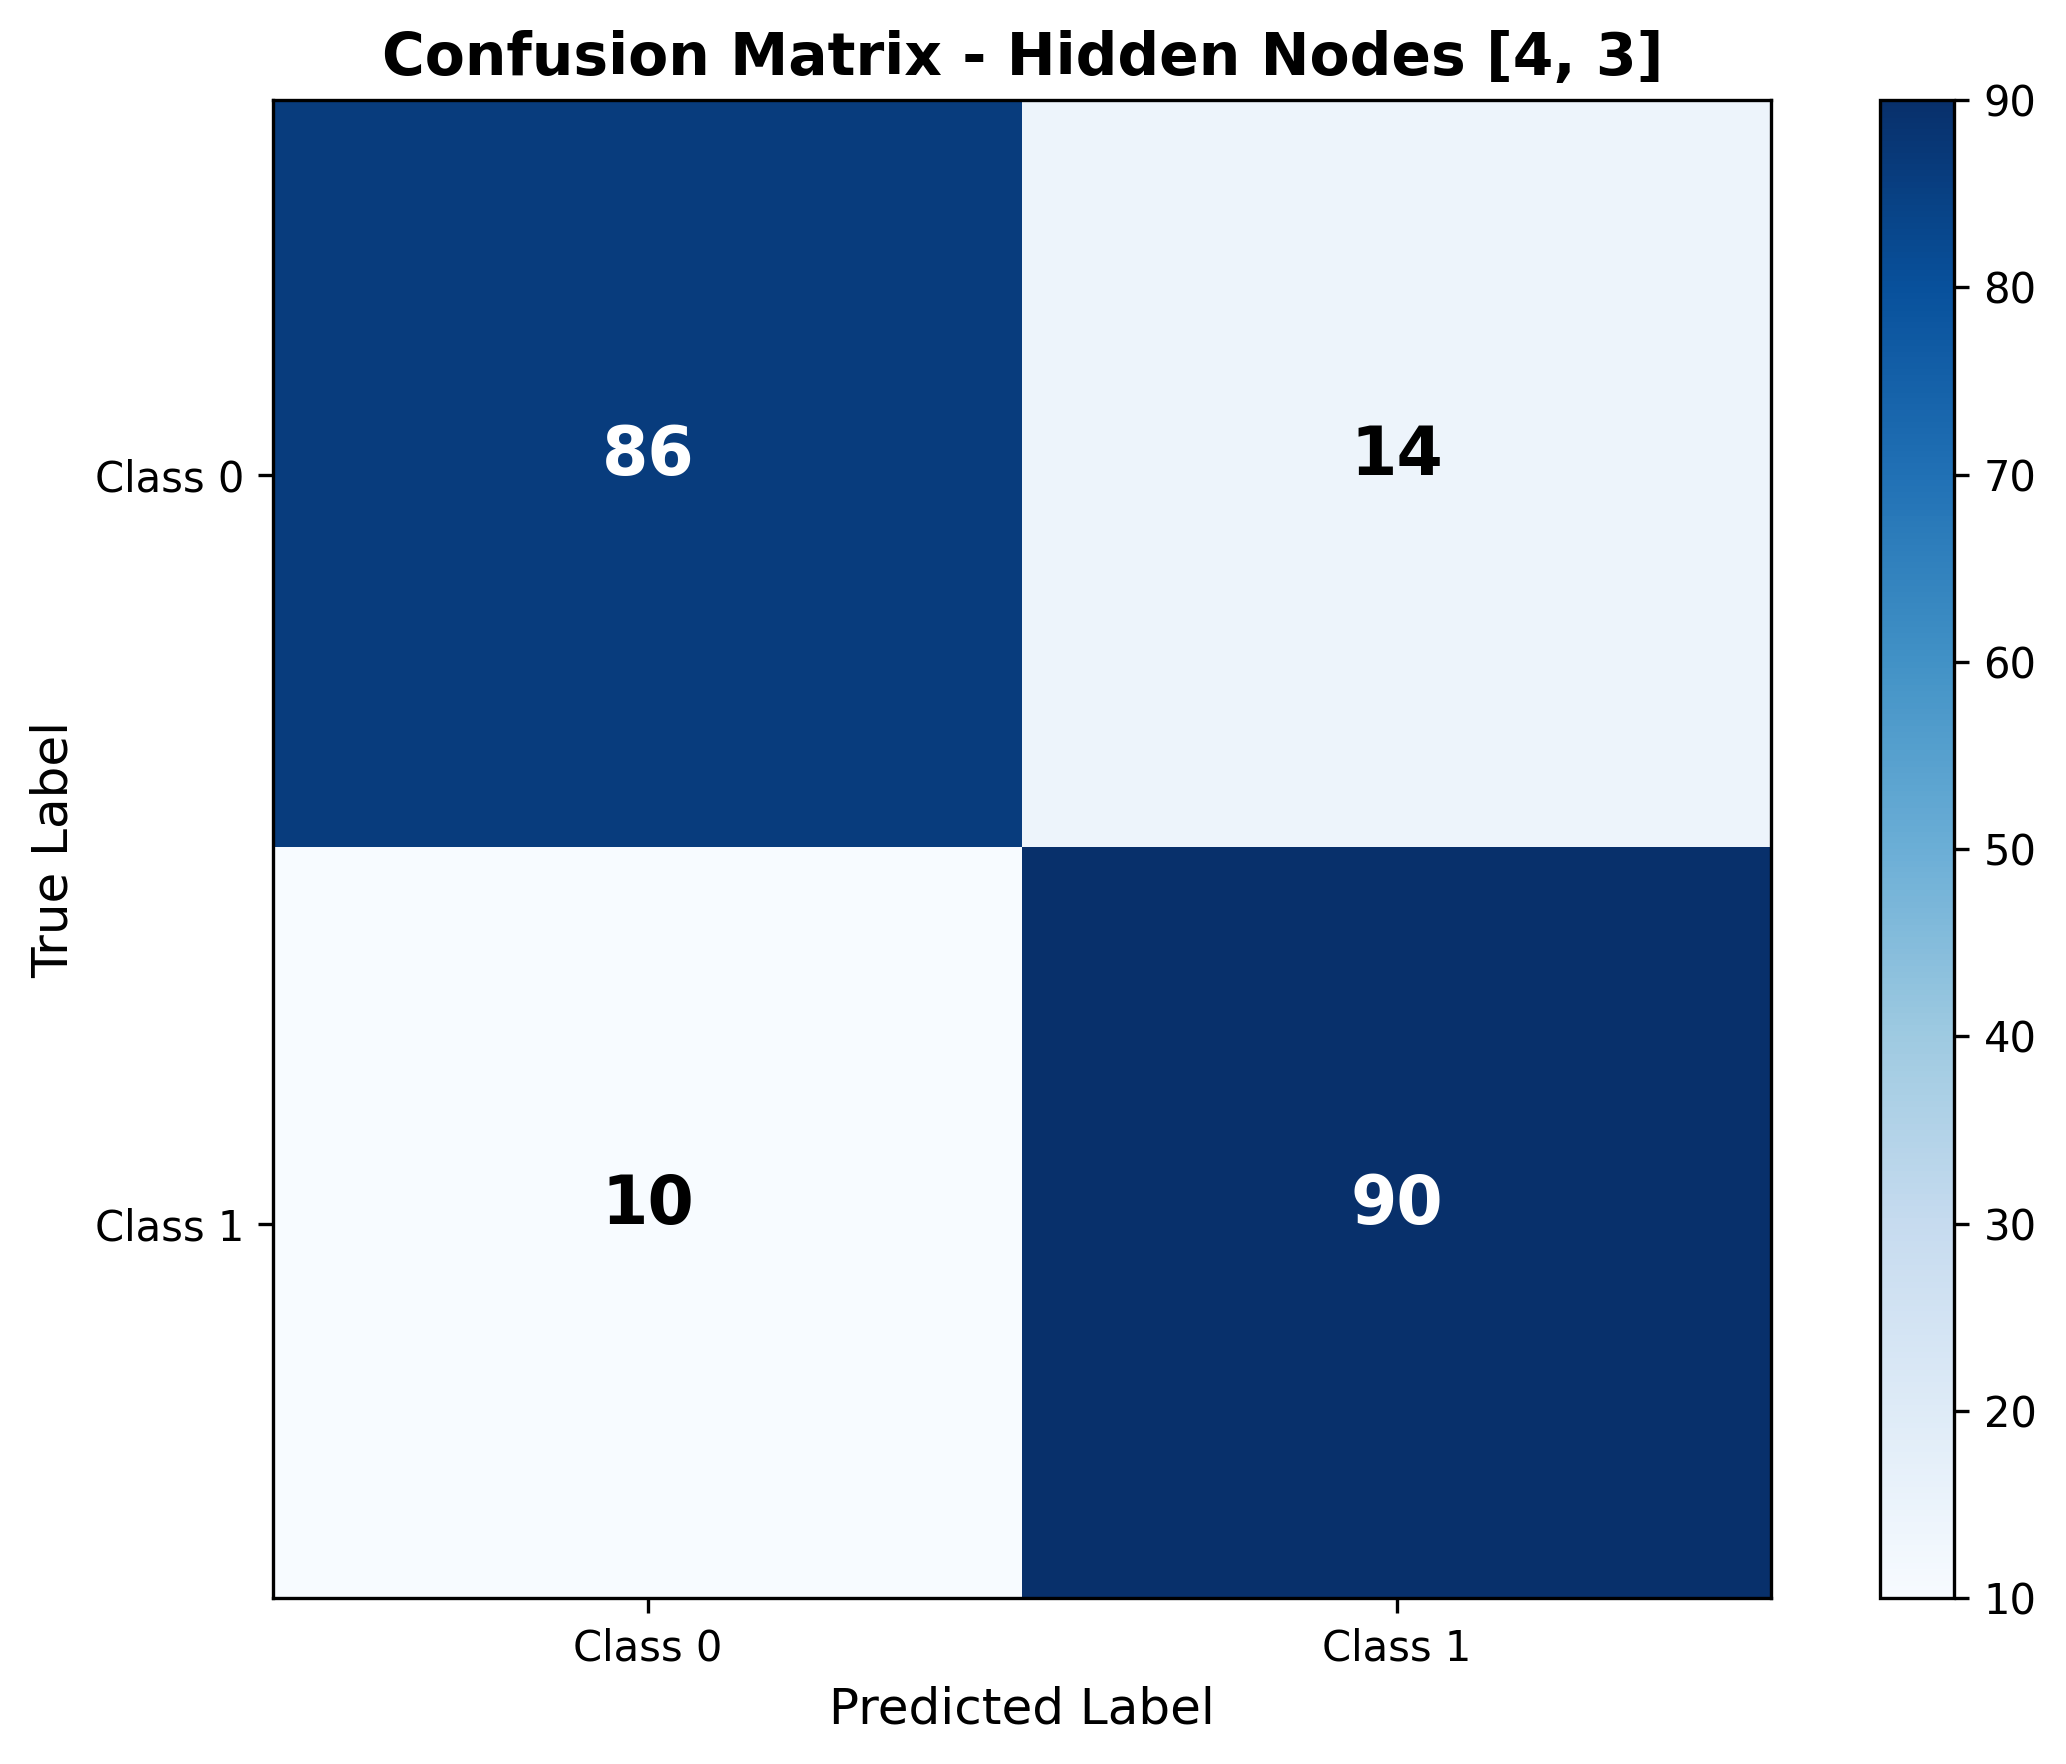 Confusion Matrix - Hidden Nodes [4, 3]
True Label
Class 0
Class 1
86
14
10
90
Class 0
Class 1
Predicted Label
90
80
70
60
50
40
30
20
10